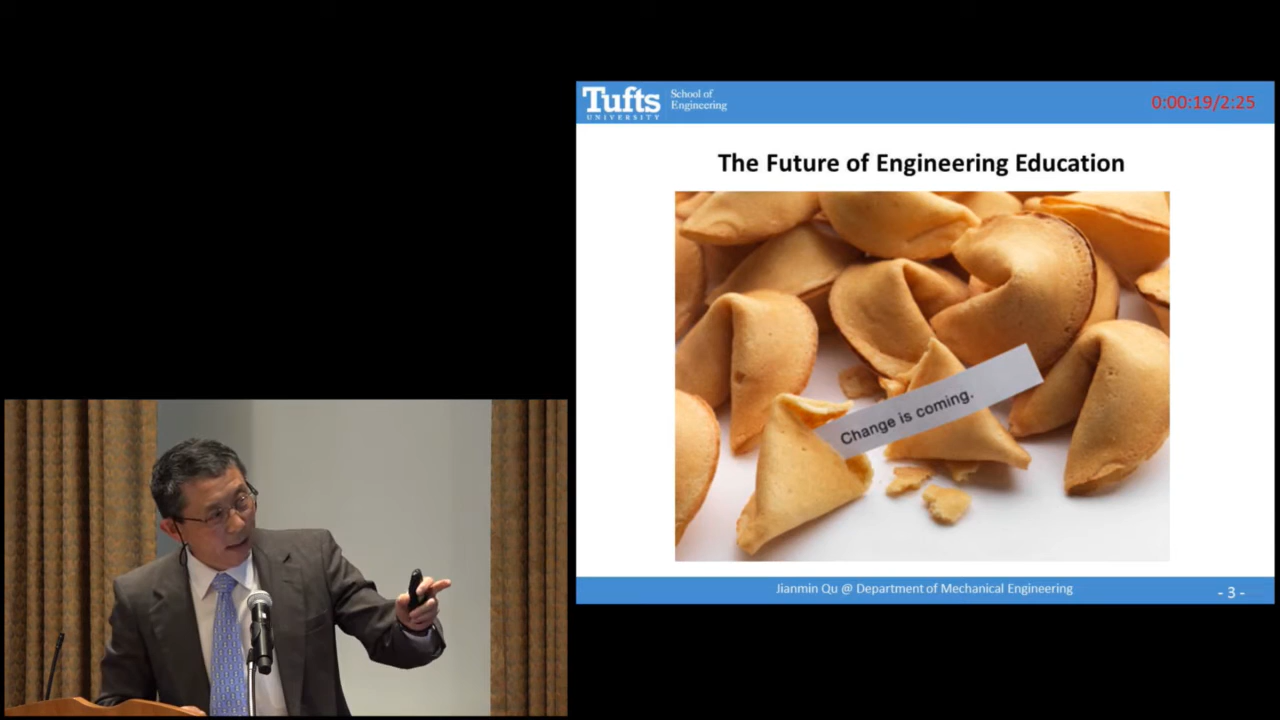 Tufts
UNIVERSITY
School of
Engineering
0:00:19/2:25
The Future of Engineering Education
Change is coming.
Jianmin Qu @ Department of Mechanical Engineering
- 3 -